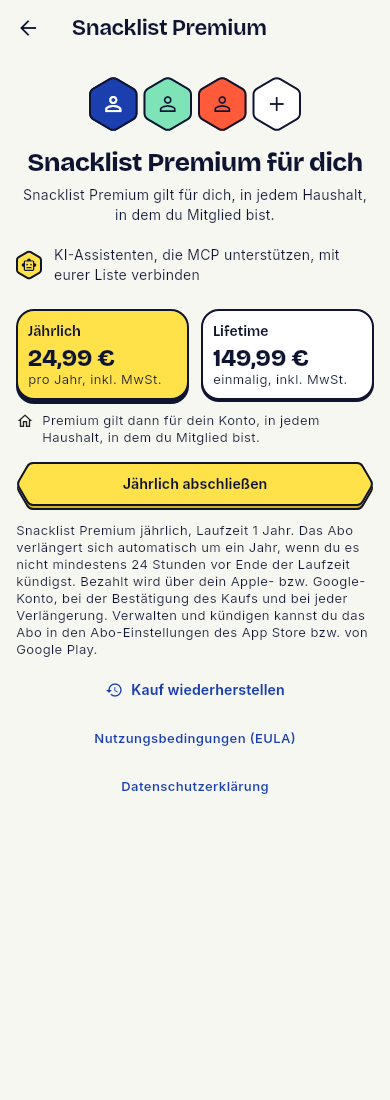 Snacklist Premium
Snacklist Premium für dich
Snacklist Premium gilt für dich, in jedem Haushalt,
in dem du Mitglied bist.
KI-Assistenten, die MCP unterstützen, mit
eurer Liste verbinden
Jährlich
24,99 €
pro Jahr, inkl. MwSt.
Lifetime
149,99 €
einmalig, inkl. MwSt.
Premium gilt dann für dein Konto, in jedem
Haushalt, in dem du Mitglied bist.
Jährlich abschließen
Snacklist Premium jährlich, Laufzeit 1 Jahr. Das Abo
verlängert sich automatisch um ein Jahr, wenn du es
nicht mindestens 24 Stunden vor Ende der Laufzeit
kündigst. Bezahlt wird über dein Apple- bzw. Google-
Konto, bei der Bestätigung des Kaufs und bei jeder
Verlängerung. Verwalten und kündigen kannst du das
Abo in den Abo-Einstellungen des App Store bzw. von
Google Play.
Kauf wiederherstellen
Nutzungsbedingungen (EULA)
Datenschutzerklärung